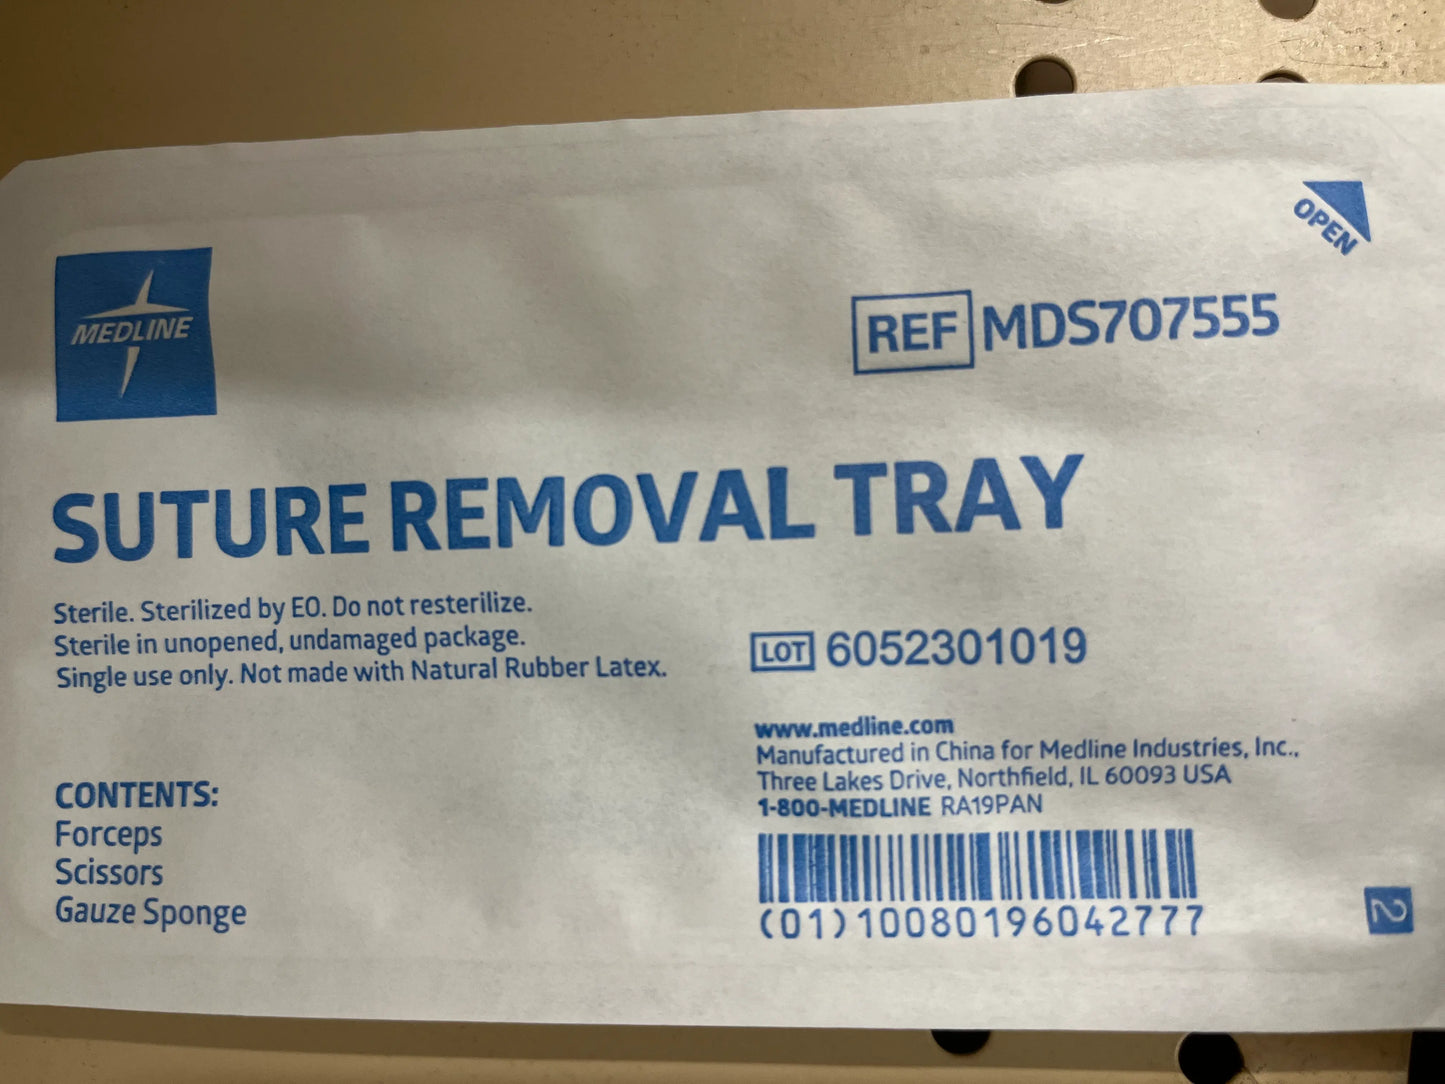 OPEN
MEDLINE
REF MDS707555
SUTURE REMOVAL TRAY
Sterile. Sterilized by EO. Do not resterilize.
Sterile in unopened, undamaged package.
Single use only. Not made with Natural Rubber Latex.
LOT 6052301019
www.medline.com
Manufactured in China for Medline Industries, Inc.,
Three Lakes Drive, Northfield, IL 60093 USA
1-800-MEDLINE RA19PAN
CONTENTS:
Forceps
Scissors
Gauze Sponge
(01)10080196042777
2